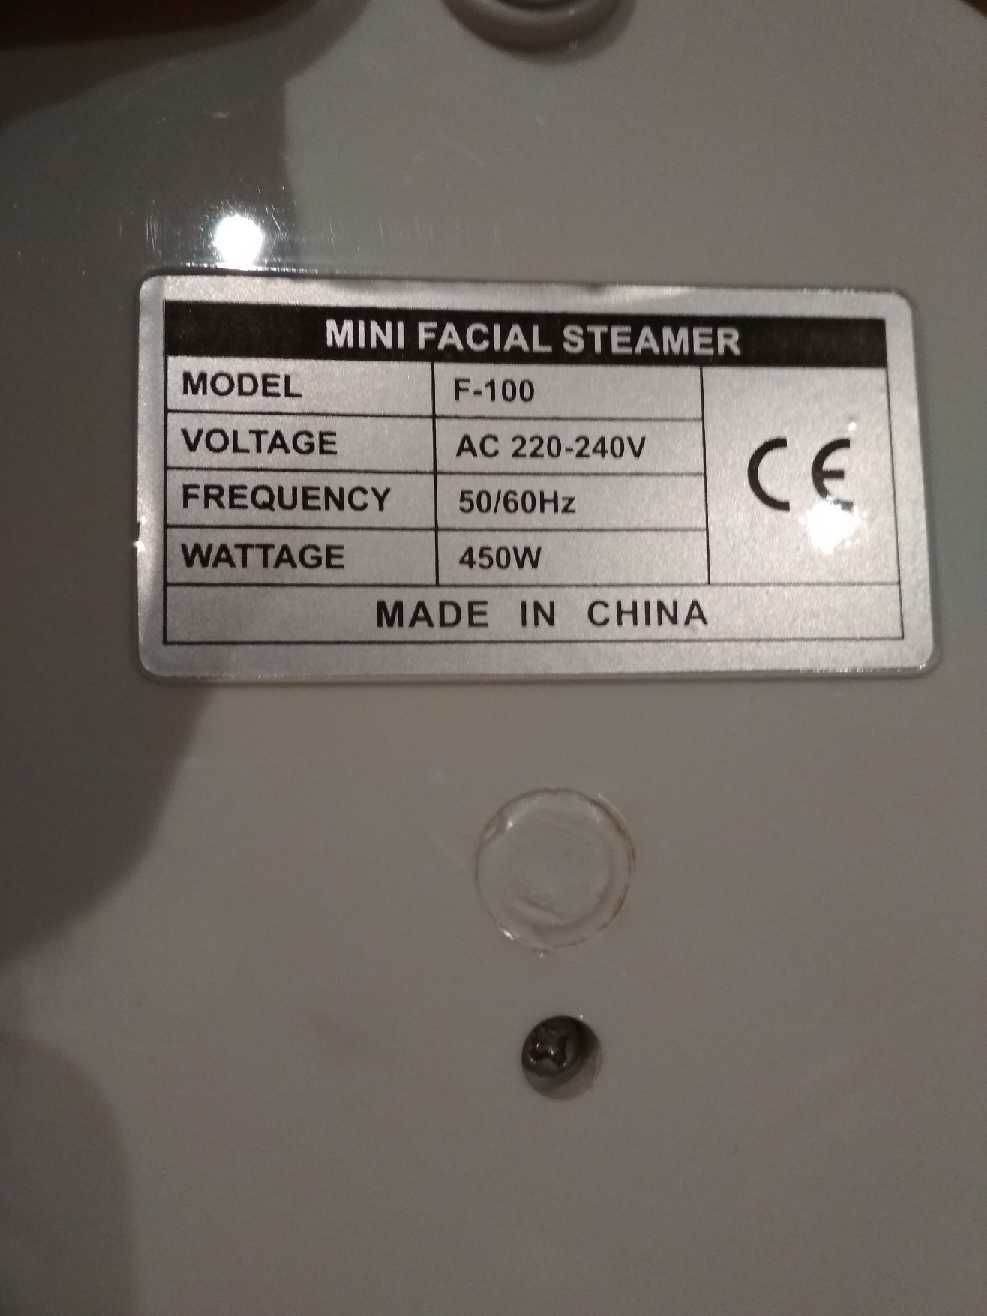 MINI FACIAL STEAMER
MODEL F-100
VOLTAGE AC 220-240V
FREQUENCY 50/60Hz
WATTAGE 450W
CE
MADE IN CHINA